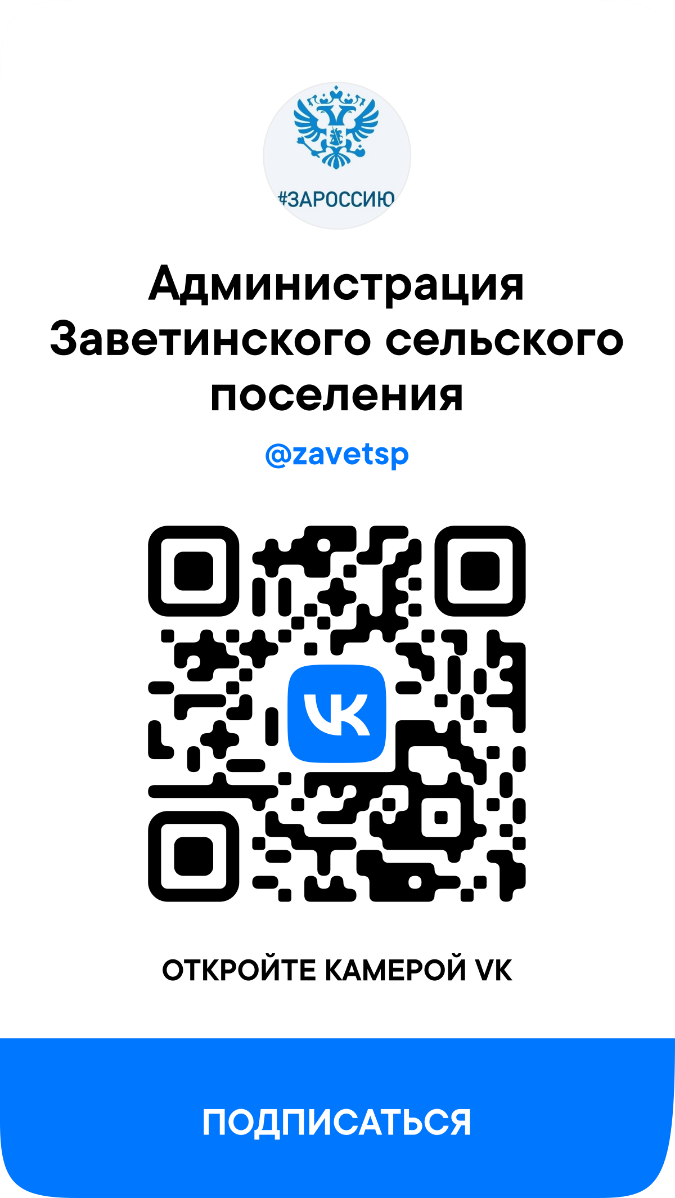 #ЗАРОССИЮ
Администрация
Заветинского сельского
поселения
@zavetsp
VK
ОТКРОЙТЕ КАМЕРОЙ VK
ПОДПИСАТЬСЯ